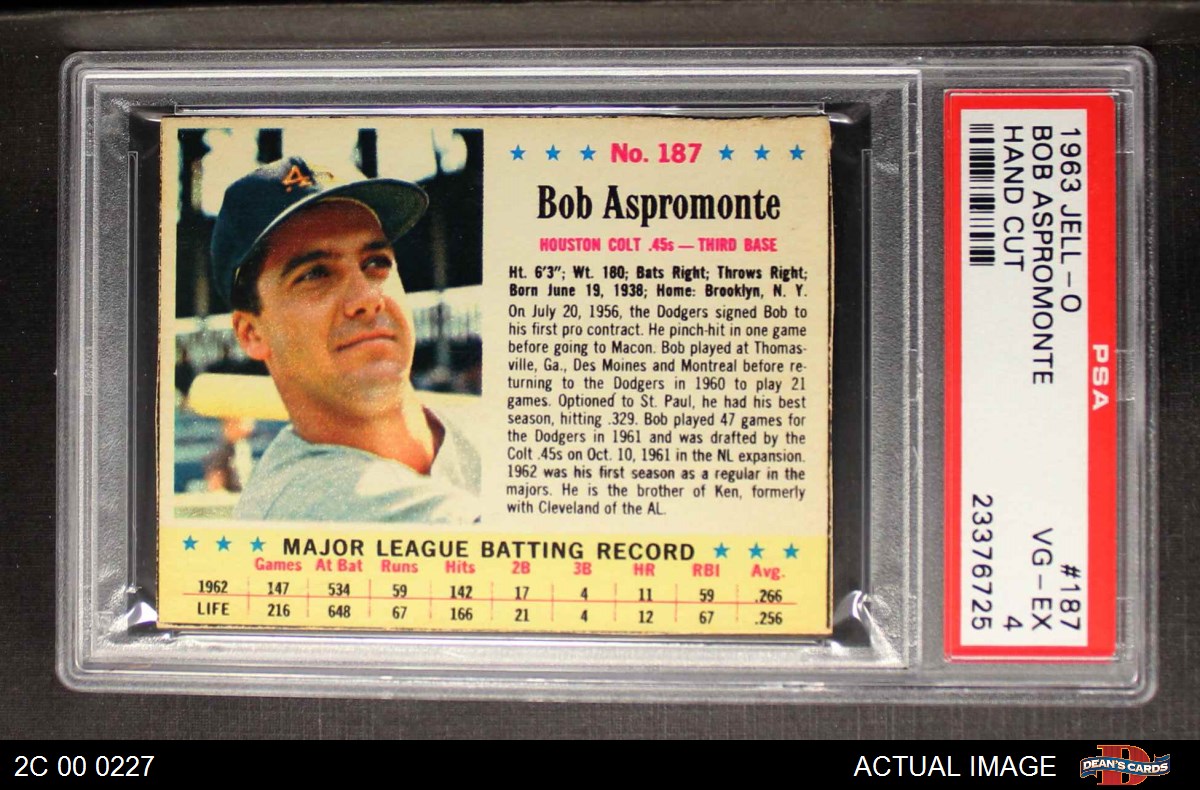 ★ ★ ★ No. 187 ★ ★ ★
Bob Aspromonte
HOUSTON COLT .45s — THIRD BASE
Ht. 6'3"; Wt. 180; Bats Right; Throws Right;
Born June 19, 1938; Home: Brooklyn, N. Y.
On July 20, 1956, the Dodgers signed Bob to
his first pro contract. He pinch-hit in one game
before going to Macon. Bob played at Thomas-
ville, Ga., Des Moines and Montreal before re-
turning to the Dodgers in 1960 to play 21
games. Optioned to St. Paul, he had his best
season, hitting .329. Bob played 47 games for
the Dodgers in 1961 and was drafted by the
Colt .45s on Oct. 10, 1961 in the NL expansion.
1962 was his first season as a regular in the
majors. He is the brother of Ken, formerly
with Cleveland of the AL.
★ ★ ★ MAJOR LEAGUE BATTING RECORD ★ ★ ★
Games At Bat Runs Hits 2B 3B HR RBI Avg.
1962 147 534 59 142 17 4 11 59 .266
LIFE 216 648 67 166 21 4 12 67 .256
PSA
1963 JELL-O #187
BOB ASPROMONTE VG-EX
HAND CUT 4
23376725
2C 00 0227
ACTUAL IMAGE
D
DEAN'S CARDS